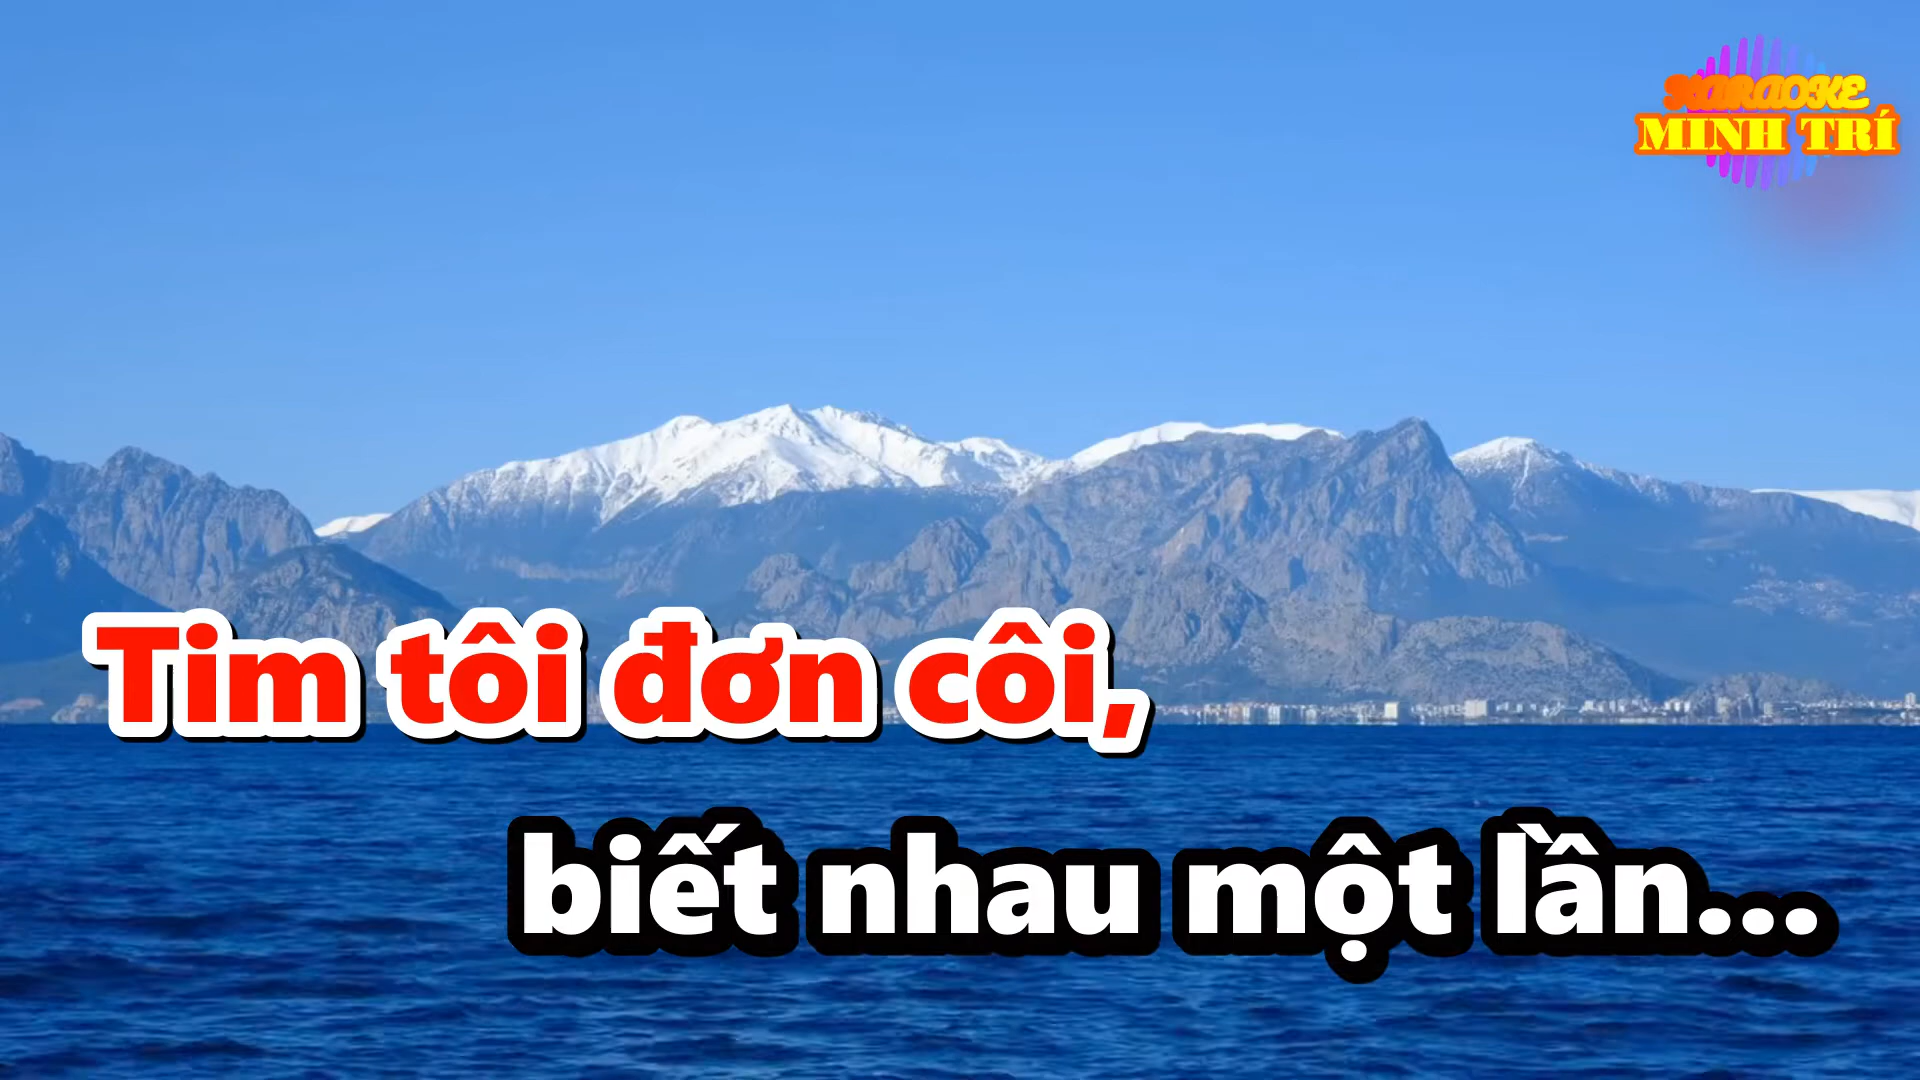 KARAOKE
MINH TRÍ
Tim tôi đơn côi,
biết nhau một lần...